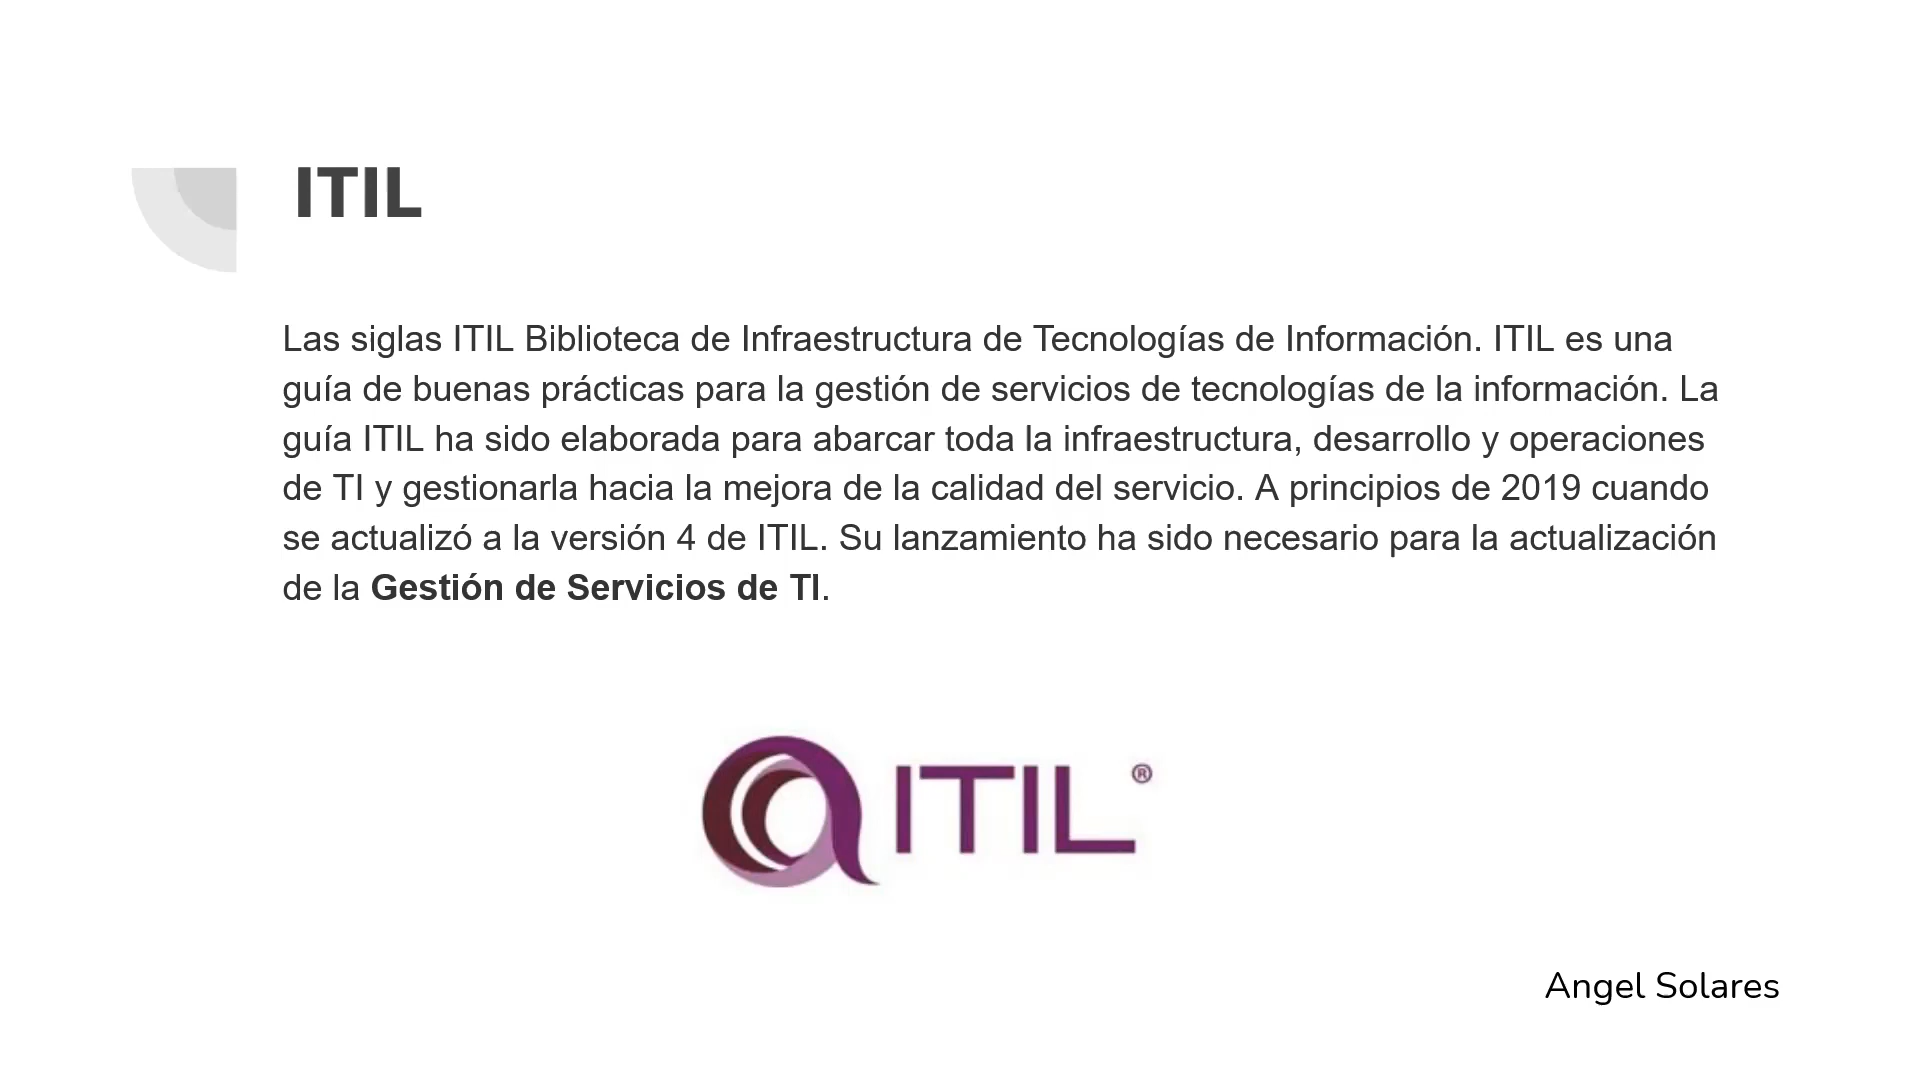 ITIL
Las siglas ITIL Biblioteca de Infraestructura de Tecnologías de Información. ITIL es una
guía de buenas prácticas para la gestión de servicios de tecnologías de la información. La
guía ITIL ha sido elaborada para abarcar toda la infraestructura, desarrollo y operaciones
de TI y gestionarla hacia la mejora de la calidad del servicio. A principios de 2019 cuando
se actualizó a la versión 4 de ITIL. Su lanzamiento ha sido necesario para la actualización
de la Gestión de Servicios de TI.
ITIL®
Angel Solares